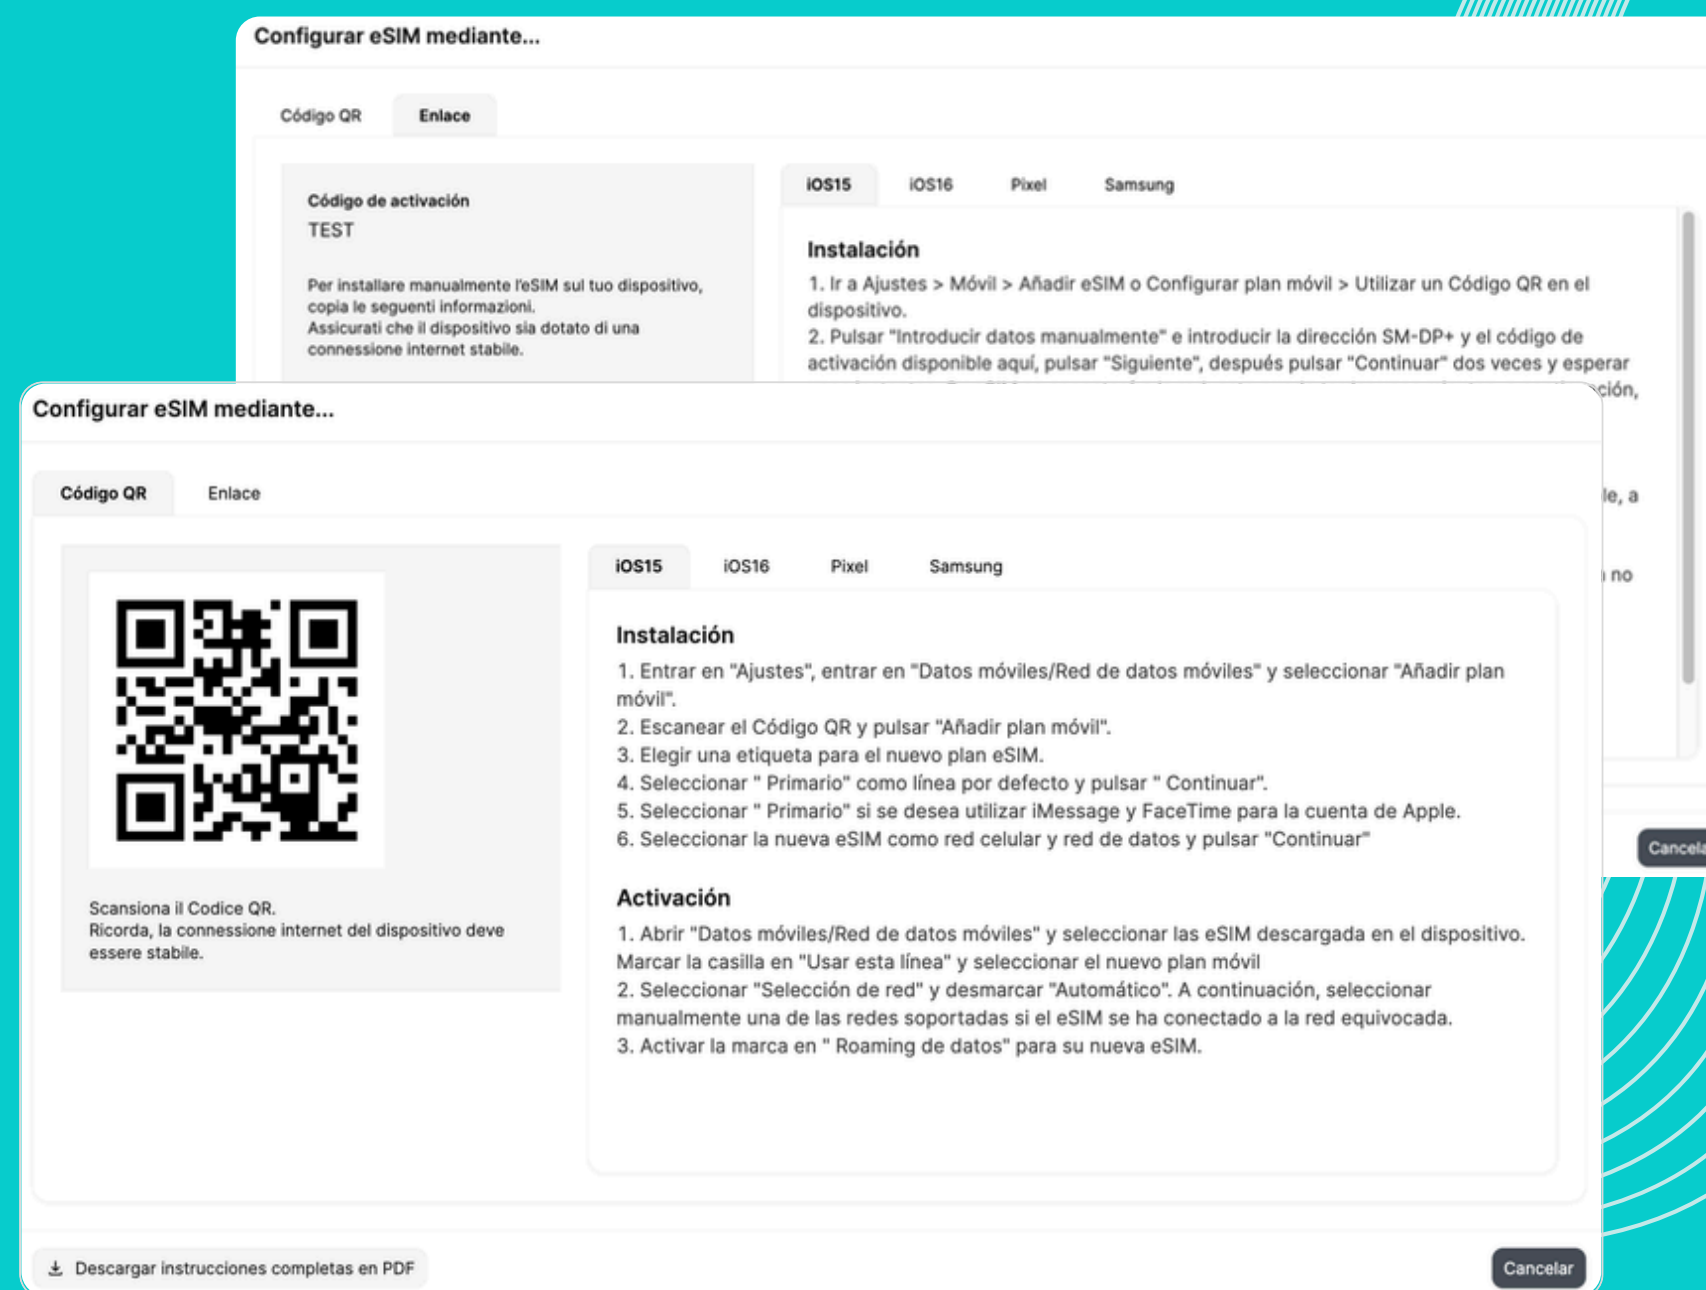 Configurar eSIM mediante...
Código QR
Enlace
Código de activación
TEST
Per installare manualmente l'eSIM sul tuo dispositivo,
copia le seguenti informazioni.
Assicurati che il dispositivo sia dotato di una
connessione internet stabile.
iOS15
iOS16
Pixel
Samsung
Instalación
1. Ir a Ajustes > Móvil > Añadir eSIM o Configurar plan móvil > Utilizar un Código QR en el
dispositivo.
2. Pulsar "Introducir datos manualmente" e introducir la dirección SM-DP+ y el código de
activación disponible aquí, pulsar "Siguiente", después pulsar "Continuar" dos veces y esperar
ción,
le, a
no
Cancela
Configurar eSIM mediante...
Código QR
Enlace
Scansiona il Codice QR.
Ricorda, la connessione internet del dispositivo deve
essere stabile.
iOS15
iOS16
Pixel
Samsung
Instalación
1. Entrar en "Ajustes", entrar en "Datos móviles/Red de datos móviles" y seleccionar "Añadir plan
móvil".
2. Escanear el Código QR y pulsar "Añadir plan móvil".
3. Elegir una etiqueta para el nuevo plan eSIM.
4. Seleccionar " Primario" como línea por defecto y pulsar " Continuar".
5. Seleccionar " Primario" si se desea utilizar iMessage y FaceTime para la cuenta de Apple.
6. Seleccionar la nueva eSIM como red celular y red de datos y pulsar "Continuar"
Activación
1. Abrir "Datos móviles/Red de datos móviles" y seleccionar las eSIM descargada en el dispositivo.
Marcar la casilla en "Usar esta línea" y seleccionar el nuevo plan móvil
2. Seleccionar "Selección de red" y desmarcar "Automático". A continuación, seleccionar
manualmente una de las redes soportadas si el eSIM se ha conectado a la red equivocada.
3. Activar la marca en " Roaming de datos" para su nueva eSIM.
Descargar instrucciones completas en PDF
Cancelar